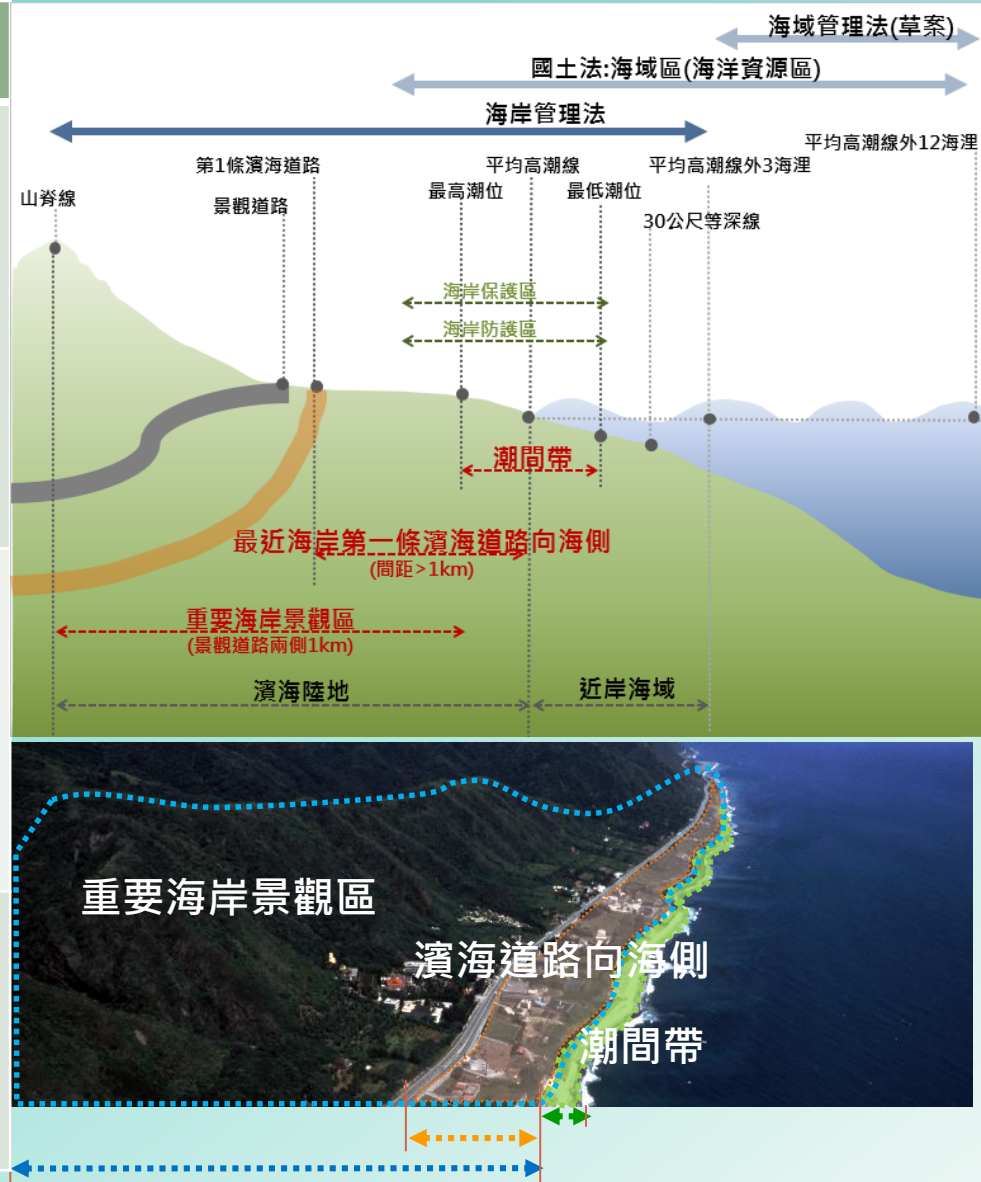 海域管理法(草案)
國土法:海域區(海洋資源區)
海岸管理法
平均高潮線外12海浬
第1條濱海道路
平均高潮線
平均高潮線外3海浬
山脊線
景觀道路
最高潮位
最低潮位
30公尺等深線
海岸保護區
海岸防護區
潮間帶
最近海岸第一條濱海道路向海側
(間距>1km)
重要海岸景觀區
(景觀道路兩側1km)
濱海陸地
近岸海域
重要海岸景觀區
濱海道路向海側
潮間帶